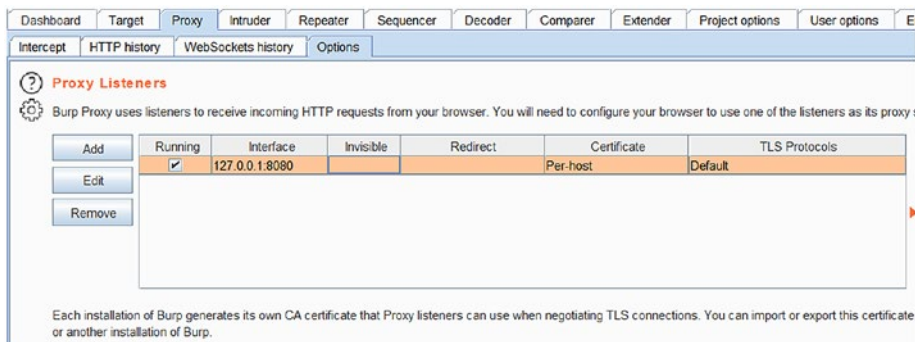 Dashboard Target Proxy Intruder Repeater Sequencer Decoder Comparer Extender Project options User options
Intercept HTTP history WebSockets history Options
? Proxy Listeners
Burp Proxy uses listeners to receive incoming HTTP requests from your browser. You will need to configure your browser to use one of the listeners as its proxy
Add Running Interface Invisible Redirect Certificate TLS Protocols
127.0.0.1:8080 Per-host Default
Edit
Remove
Each installation of Burp generates its own CA certificate that Proxy listeners can use when negotiating TLS connections. You can import or export this certificate
or another installation of Burp.